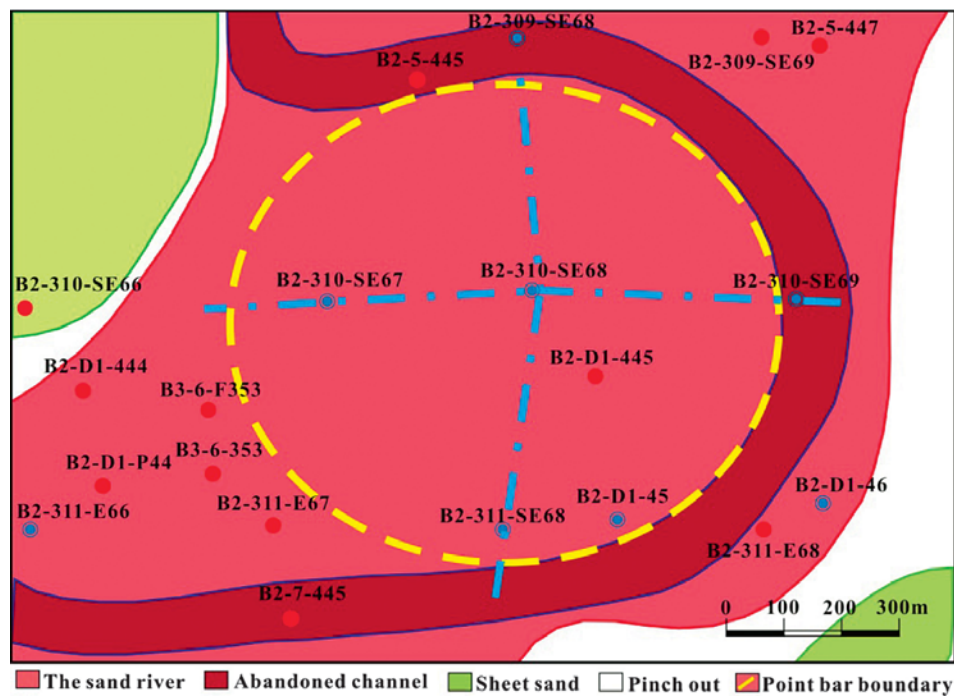 B2-309-SE68
B2-5-447
B2-5-445
B2-309-SE69
B2-310-SE66
B2-310-SE67
B2-310-SE68
B2-310-SE69
B2-D1-444
B2-D1-445
B3-6-F353
B3-6-353
B2-D1-P44
B2-311-E66
B2-311-E67
B2-311-SE68
B2-D1-45
B2-D1-46
B2-311-E68
B2-7-445
0 100 200 300m
The sand river Abandoned channel Sheet sand Pinch out Point bar boundary